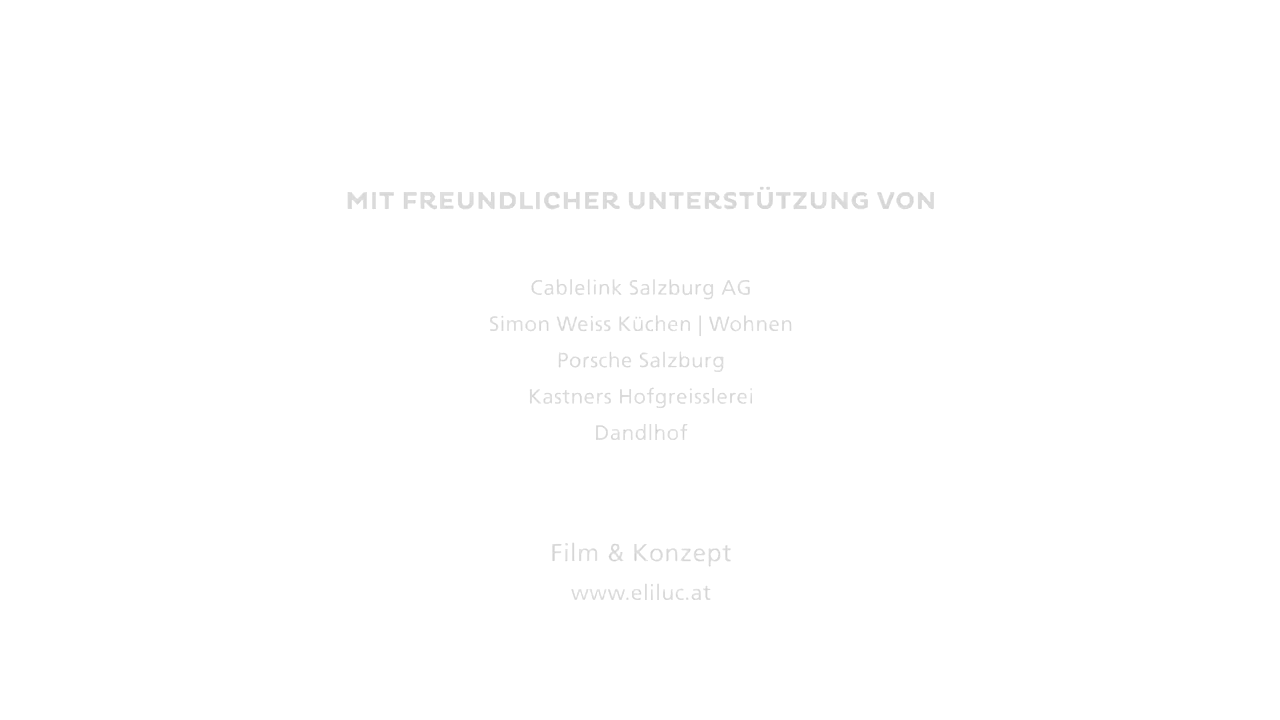 MIT FREUNDLICHER UNTERSTÜTZUNG VON
Cablelink Salzburg AG
Simon Weiss Küchen | Wohnen
Porsche Salzburg
Kastners Hofgreisslerei
Dandlhof
Film & Konzept
www.eliluc.at